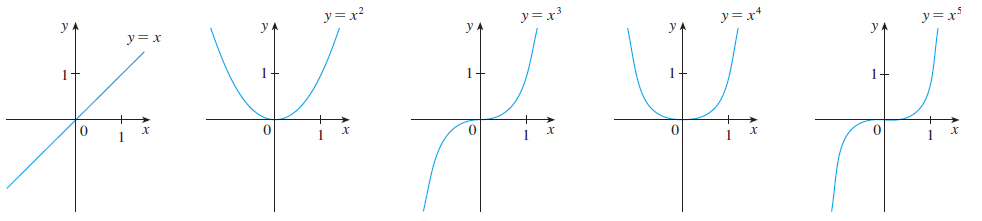 y
y = x
1
0
1
x
y
y = x²
1
0
1
x
y
y = x³
1
0
1
x
y
y = x⁴
1
0
1
x
y
y = x⁵
1
0
1
x